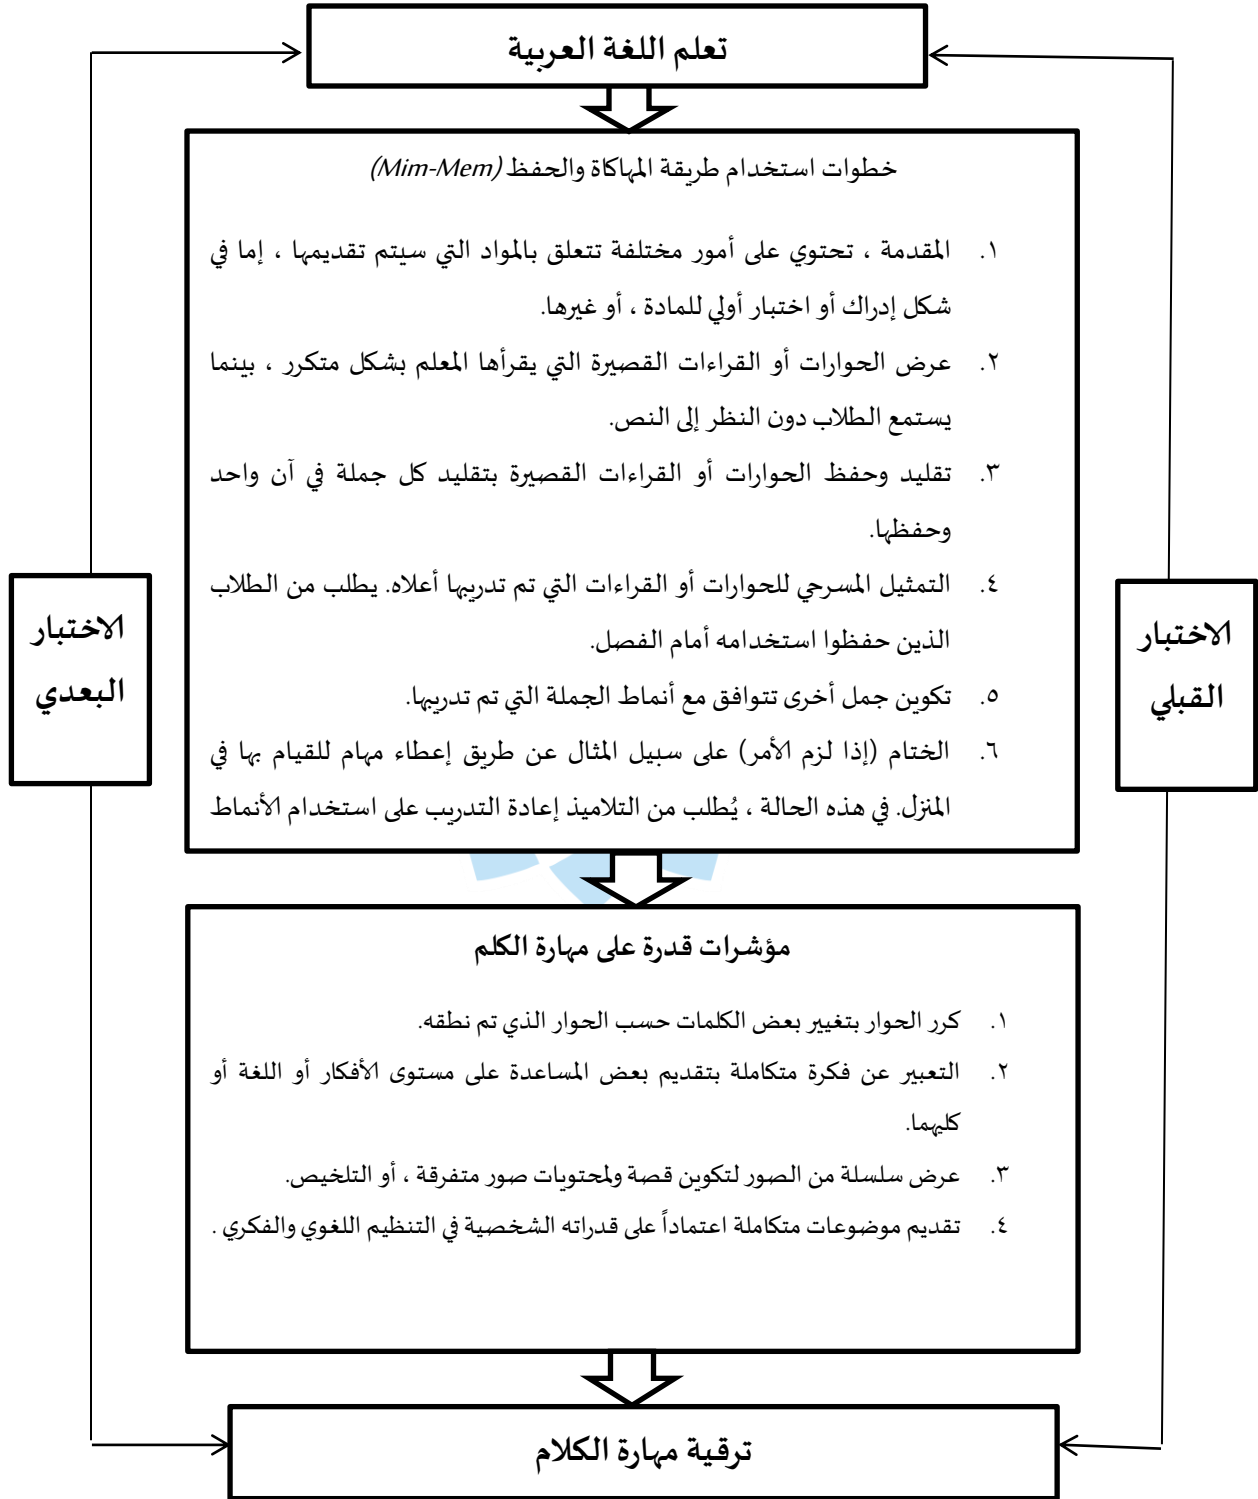 تعلم اللغة العربية
خطوات استخدام طريقة المهاكاة والحفظ (Mim-Mem)
١. المقدمة ، تحتوي على أمور مختلفة تتعلق بالمواد التي سيتم تقديمها ، إما في
شكل إدراك أو اختبار أولي للمادة ، أو غيرها.
٢. عرض الحوارات أو القراءات القصيرة التي يقرأها المعلم بشكل متكرر ، بينما
يستمع الطلاب دون النظر إلى النص.
٣. تقليد وحفظ الحوارات أو القراءات القصيرة بتقليد كل جملة في آن واحد
وحفظها.
٤. التمثيل المسرحي للحوارات أو القراءات التي تم تدريبها أعلاه. يطلب من الطلاب
الذين حفظوا استخدامه أمام الفصل.
٥. تكوين جمل أخرى تتوافق مع أنماط الجملة التي تم تدريبها.
٦. الختام (إذا لزم الأمر) على سبيل المثال عن طريق إعطاء مهام للقيام بها في
المنزل. في هذه الحالة ، يُطلب من التلاميذ إعادة التدريب على استخدام الأنماط
الاختبار
القبلي
الاختبار
البعدي
مؤشرات قدرة على مهارة الكلم
١. كرر الحوار بتغيير بعض الكلمات حسب الحوار الذي تم نطقه.
٢. التعبير عن فكرة متكاملة بتقديم بعض المساعدة على مستوى الأفكار أو اللغة أو
كليهما.
٣. عرض سلسلة من الصور لتكوين قصة ولمحتويات صور متفرقة ، أو التلخيص.
٤. تقديم موضوعات متكاملة اعتماداً على قدراته الشخصية في التنظيم اللغوي والفكري .
ترقية مهارة الكلام